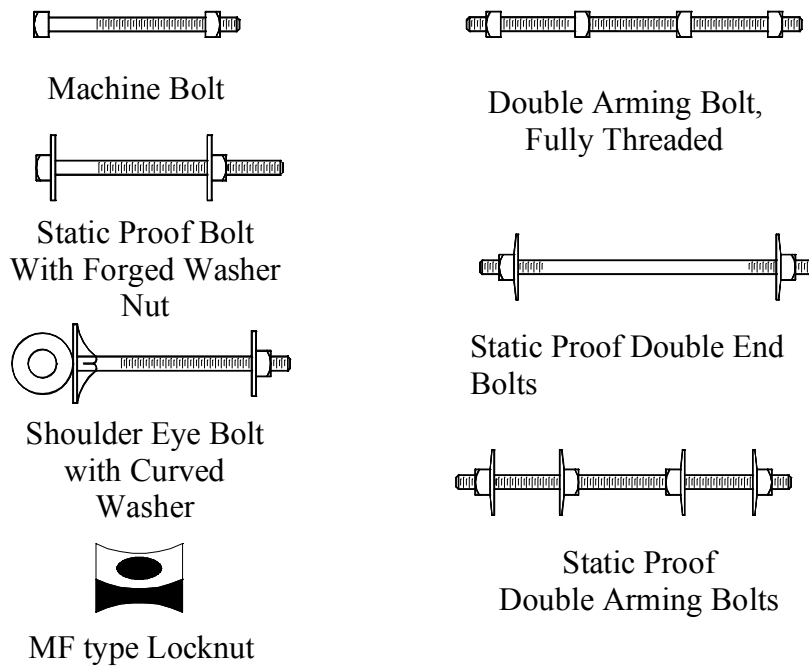 Machine Bolt
Double Arming Bolt,
Fully Threaded
Static Proof Bolt
With Forged Washer
Nut
Static Proof Double End
Bolts
Shoulder Eye Bolt
with Curved
Washer
Static Proof
Double Arming Bolts
MF type Locknut